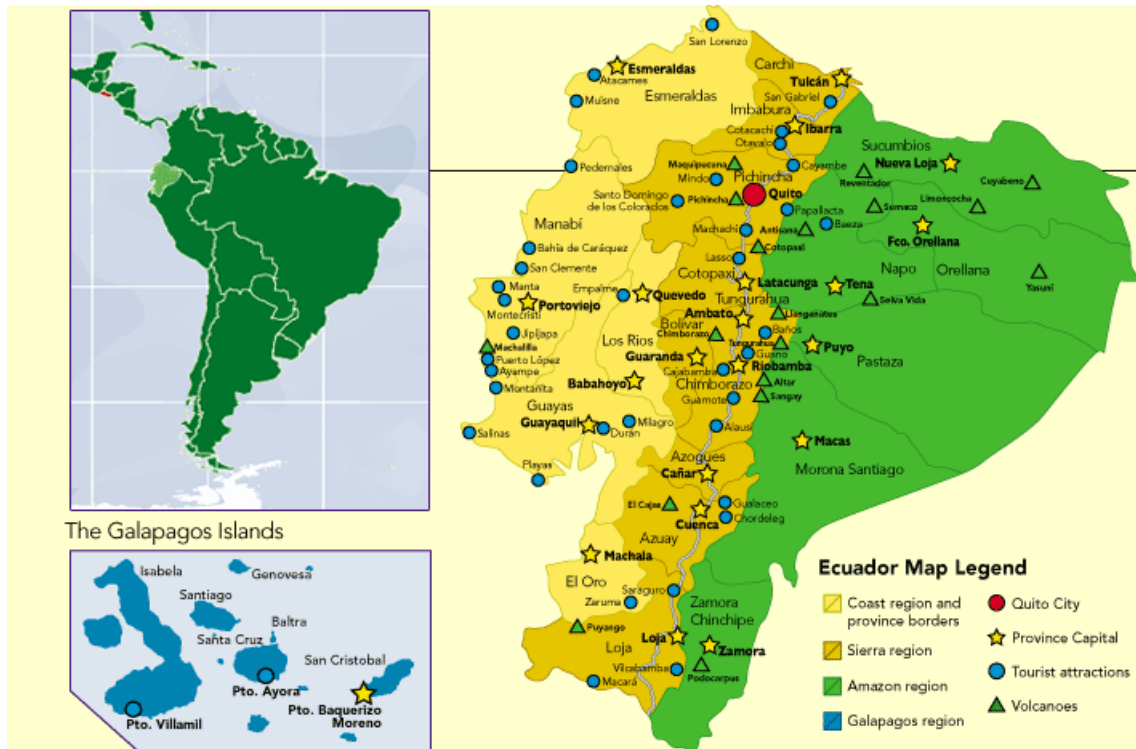 San Lorenzo
Carchi
Esmeraldas
Tulcán
Atacames
Esmeraldas
San Gabriel
Muisne
Imbabura
Ibarra
Cotacachi
Otavalo
Sucumbios
Pedernales
Maquipucuna
Cayambe
Nueva Loja
Mindo
Pichincha
Reventador
Cuyabeno
Santo Domingo
de los Colorados
Pichincha
Quito
Sumaco
Limoncocha
Manabí
Papallacta
Machachi
Antisana
Baeza
Fco. Orellana
Bahía de Caráquez
Cotopaxi
Lasso
San Clemente
Cotopaxi
Napo
Orellana
Manta
Empalme
Quevedo
Latacunga
Tena
Yasuni
Portoviejo
Tungurahua
Selva Vida
Montecristi
Ambato
Llanganates
Bolivar
Jipijapa
Chimborazo
Baños
Los Rios
Tungurahua
Machalilla
Guaranda
Guano
Puyo
Puerto López
Cajabamba
Riobamba
Pastaza
Ayampe
Babahoyo
Chimborazo
Altar
Montañita
Guamote
Sangay
Guayas
Guayaquil
Milagro
Durán
Alausí
Salinas
Macas
Azogues
Playas
Cañar
Morona Santiago
El Cajas
Gualaceo
Cuenca
Chordeleg
Azuay
Machala
El Oro
Saraguro
Zaruma
Zamora
Chinchipe
Puyango
Loja
Loja
Zamora
Vilcabamba
Podocarpus
Macará
The Galapagos Islands
Isabela
Genovesa
Santiago
Baltra
Santa Cruz
San Cristobal
Pto. Ayora
Pto. Baquerizo
Moreno
Pto. Villamil
Ecuador Map Legend
Coast region and
province borders
Sierra region
Amazon region
Galapagos region
Quito City
Province Capital
Tourist attractions
Volcanoes